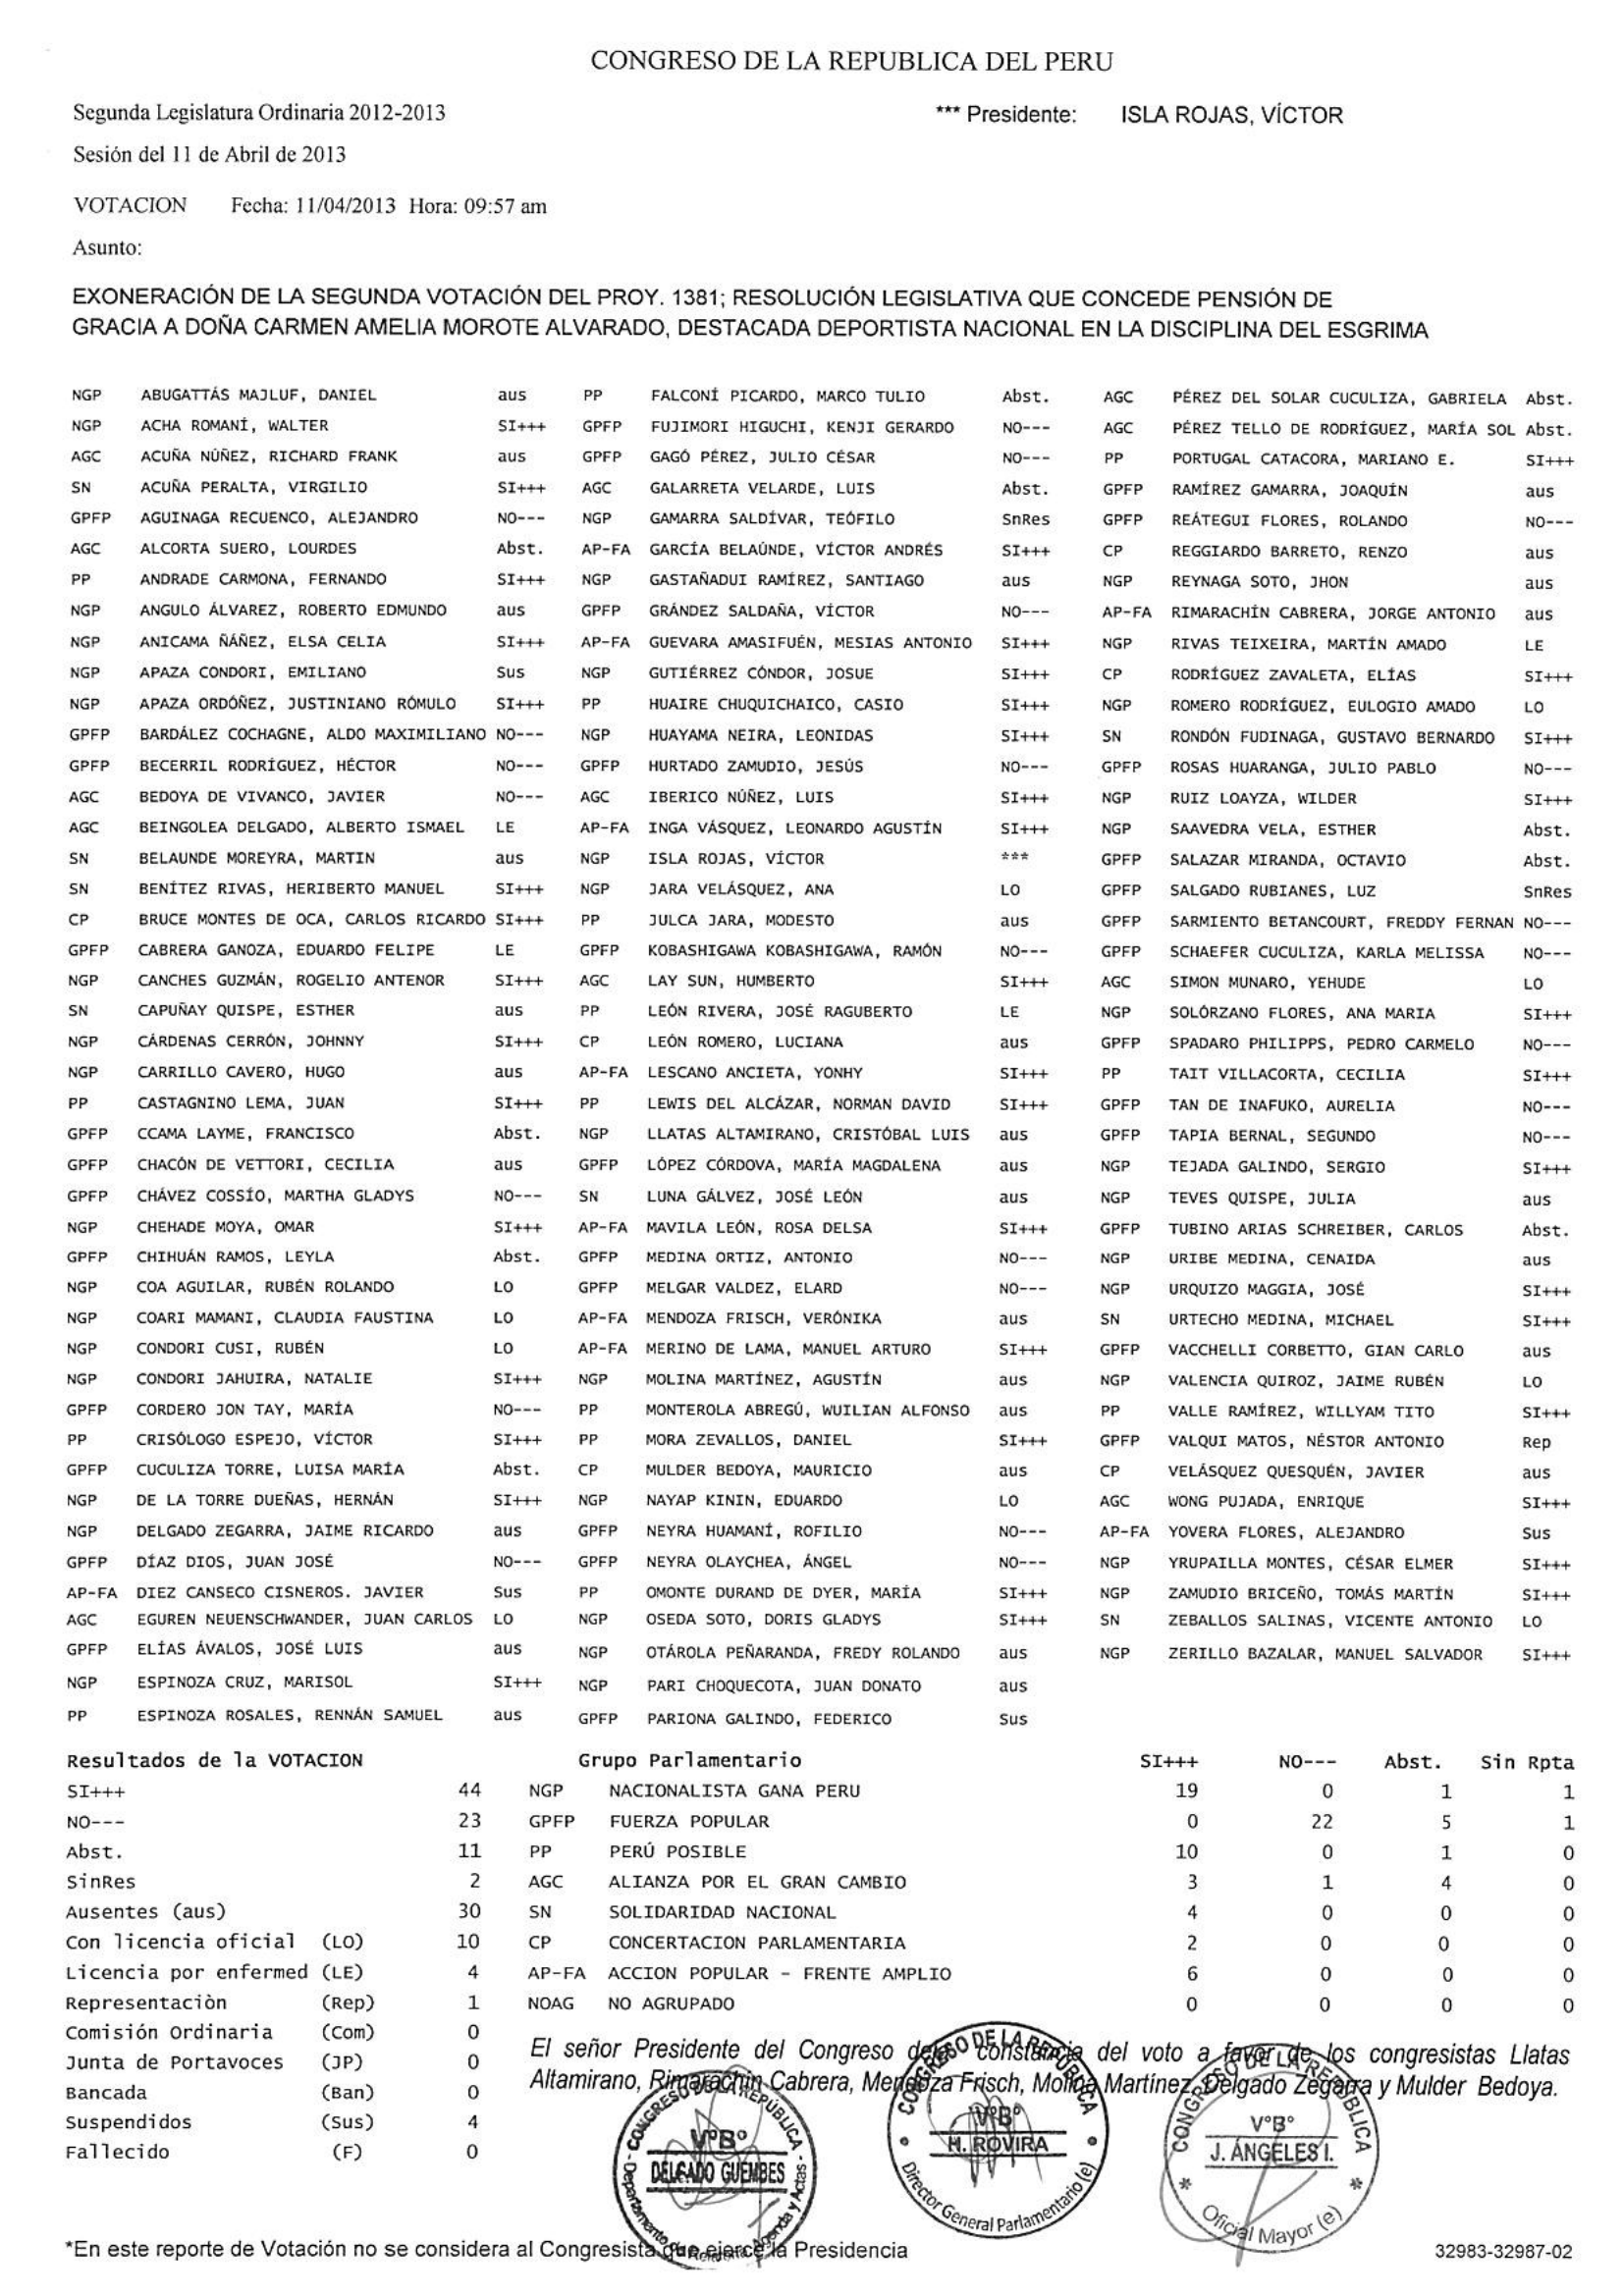 CONGRESO DE LA REPUBLICA DEL PERU
Segunda Legislatura Ordinaria 2012-2013 *** Presidente: ISLA ROJAS, VÍCTOR
Sesión del 11 de Abril de 2013
VOTACION Fecha: 11/04/2013 Hora: 09:57 am
Asunto:
EXONERACIÓN DE LA SEGUNDA VOTACIÓN DEL PROY. 1381; RESOLUCIÓN LEGISLATIVA QUE CONCEDE PENSIÓN DE
GRACIA A DOÑA CARMEN AMELIA MOROTE ALVARADO, DESTACADA DEPORTISTA NACIONAL EN LA DISCIPLINA DEL ESGRIMA
NGP ABUGATTÁS MAJLUF, DANIEL aus PP FALCONÍ PICARDO, MARCO TULIO Abst. AGC PÉREZ DEL SOLAR CUCULIZA, GABRIELA Abst.
NGP ACHA ROMANÍ, WALTER SI+++ GPFP FUJIMORI HIGUCHI, KENJI GERARDO NO--- AGC PÉREZ TELLO DE RODRÍGUEZ, MARÍA SOL Abst.
AGC ACUÑA NÚÑEZ, RICHARD FRANK aus GPFP GAGÓ PÉREZ, JULIO CÉSAR NO--- PP PORTUGAL CATACORA, MARIANO E. SI+++
SN ACUÑA PERALTA, VIRGILIO SI+++ AGC GALARRETA VELARDE, LUIS Abst. GPFP RAMÍREZ GAMARRA, JOAQUÍN aus
GPFP AGUINAGA RECUENCO, ALEJANDRO NO--- NGP GAMARRA SALDÍVAR, TEÓFILO SnRes GPFP REÁTEGUI FLORES, ROLANDO NO---
AGC ALCORTA SUERO, LOURDES Abst. AP-FA GARCÍA BELAÚNDE, VÍCTOR ANDRÉS SI+++ CP REGGIARDO BARRETO, RENZO aus
PP ANDRADE CARMONA, FERNANDO SI+++ NGP GASTAÑADUI RAMÍREZ, SANTIAGO aus NGP REYNAGA SOTO, JHON aus
NGP ANGULO ÁLVAREZ, ROBERTO EDMUNDO aus GPFP GRÁNDEZ SALDAÑA, VÍCTOR NO--- AP-FA RIMARACHÍN CABRERA, JORGE ANTONIO aus
NGP ANICAMA ÑÁÑEZ, ELSA CELIA SI+++ AP-FA GUEVARA AMASIFUÉN, MESIAS ANTONIO SI+++ NGP RIVAS TEIXEIRA, MARTÍN AMADO LE
NGP APAZA CONDORI, EMILIANO Sus NGP GUTIÉRREZ CÓNDOR, JOSUE SI+++ CP RODRÍGUEZ ZAVALETA, ELÍAS SI+++
NGP APAZA ORDÓÑEZ, JUSTINIANO RÓMULO SI+++ PP HUAIRE CHUQUICHAICO, CASIO SI+++ NGP ROMERO RODRÍGUEZ, EULOGIO AMADO LO
GPFP BARDÁLEZ COCHAGNE, ALDO MAXIMILIANO NO--- NGP HUAYAMA NEIRA, LEONIDAS SI+++ SN RONDÓN FUDINAGA, GUSTAVO BERNARDO SI+++
GPFP BECERRIL RODRÍGUEZ, HÉCTOR NO--- GPFP HURTADO ZAMUDIO, JESÚS NO--- GPFP ROSAS HUARANGA, JULIO PABLO NO---
AGC BEDOYA DE VIVANCO, JAVIER NO--- AGC IBERICO NÚÑEZ, LUIS SI+++ NGP RUIZ LOAYZA, WILDER SI+++
AGC BEINGOLEA DELGADO, ALBERTO ISMAEL LE AP-FA INGA VÁSQUEZ, LEONARDO AGUSTÍN SI+++ NGP SAAVEDRA VELA, ESTHER Abst.
SN BELAUNDE MOREYRA, MARTIN aus NGP ISLA ROJAS, VÍCTOR *** GPFP SALAZAR MIRANDA, OCTAVIO Abst.
SN BENÍTEZ RIVAS, HERIBERTO MANUEL SI+++ NGP JARA VELÁSQUEZ, ANA LO GPFP SALGADO RUBIANES, LUZ SnRes
CP BRUCE MONTES DE OCA, CARLOS RICARDO SI+++ PP JULCA JARA, MODESTO aus GPFP SARMIENTO BETANCOURT, FREDDY FERNAN NO---
GPFP CABRERA GANOZA, EDUARDO FELIPE LE GPFP KOBASHIGAWA KOBASHIGAWA, RAMÓN NO--- GPFP SCHAEFER CUCULIZA, KARLA MELISSA NO---
NGP CANCHES GUZMÁN, ROGELIO ANTENOR SI+++ AGC LAY SUN, HUMBERTO SI+++ AGC SIMON MUNARO, YEHUDE LO
SN CAPUÑAY QUISPE, ESTHER aus PP LEÓN RIVERA, JOSÉ RAGUBERTO LE NGP SOLÓRZANO FLORES, ANA MARIA SI+++
NGP CÁRDENAS CERRÓN, JOHNNY SI+++ CP LEÓN ROMERO, LUCIANA aus GPFP SPADARO PHILIPPS, PEDRO CARMELO NO---
NGP CARRILLO CAVERO, HUGO aus AP-FA LESCANO ANCIETA, YONHY SI+++ PP TAIT VILLACORTA, CECILIA SI+++
PP CASTAGNINO LEMA, JUAN SI+++ PP LEWIS DEL ALCÁZAR, NORMAN DAVID SI+++ GPFP TAN DE INAFUKO, AURELIA NO---
GPFP CCAMA LAYME, FRANCISCO Abst. NGP LLATAS ALTAMIRANO, CRISTÓBAL LUIS aus GPFP TAPIA BERNAL, SEGUNDO NO---
GPFP CHACÓN DE VETTORI, CECILIA aus GPFP LÓPEZ CÓRDOVA, MARÍA MAGDALENA aus NGP TEJADA GALINDO, SERGIO SI+++
GPFP CHÁVEZ COSSÍO, MARTHA GLADYS NO--- SN LUNA GÁLVEZ, JOSÉ LEÓN aus NGP TEVES QUISPE, JULIA aus
NGP CHEHADE MOYA, OMAR SI+++ AP-FA MAVILA LEÓN, ROSA DELSA SI+++ GPFP TUBINO ARIAS SCHREIBER, CARLOS Abst.
GPFP CHIHUÁN RAMOS, LEYLA Abst. GPFP MEDINA ORTIZ, ANTONIO NO--- NGP URIBE MEDINA, CENAIDA aus
NGP COA AGUILAR, RUBÉN ROLANDO LO GPFP MELGAR VALDEZ, ELARD NO--- NGP URQUIZO MAGGIA, JOSÉ SI+++
NGP COARI MAMANI, CLAUDIA FAUSTINA LO AP-FA MENDOZA FRISCH, VERÓNIKA aus SN URTECHO MEDINA, MICHAEL SI+++
NGP CONDORI CUSI, RUBÉN LO AP-FA MERINO DE LAMA, MANUEL ARTURO SI+++ GPFP VACCHELLI CORBETTO, GIAN CARLO aus
NGP CONDORI JAHUIRA, NATALIE SI+++ NGP MOLINA MARTÍNEZ, AGUSTÍN aus NGP VALENCIA QUIROZ, JAIME RUBÉN LO
GPFP CORDERO JON TAY, MARÍA NO--- PP MONTEROLA ABREGÚ, WUILIAN ALFONSO aus PP VALLE RAMÍREZ, WILLYAM TITO SI+++
PP CRISÓLOGO ESPEJO, VÍCTOR SI+++ PP MORA ZEVALLOS, DANIEL SI+++ GPFP VALQUI MATOS, NÉSTOR ANTONIO Rep
GPFP CUCULIZA TORRE, LUISA MARÍA Abst. CP MULDER BEDOYA, MAURICIO aus CP VELÁSQUEZ QUESQUÉN, JAVIER aus
NGP DE LA TORRE DUEÑAS, HERNÁN SI+++ NGP NAYAP KININ, EDUARDO LO AGC WONG PUJADA, ENRIQUE SI+++
NGP DELGADO ZEGARRA, JAIME RICARDO aus GPFP NEYRA HUAMANÍ, ROFILIO NO--- AP-FA YOVERA FLORES, ALEJANDRO Sus
GPFP DÍAZ DIOS, JUAN JOSÉ NO--- GPFP NEYRA OLAYCHEA, ÁNGEL NO--- NGP YRUPAILLA MONTES, CÉSAR ELMER SI+++
AP-FA DIEZ CANSECO CISNEROS. JAVIER Sus PP OMONTE DURAND DE DYER, MARÍA SI+++ NGP ZAMUDIO BRICEÑO, TOMÁS MARTÍN SI+++
AGC EGUREN NEUENSCHWANDER, JUAN CARLOS LO NGP OSEDA SOTO, DORIS GLADYS SI+++ SN ZEBALLOS SALINAS, VICENTE ANTONIO LO
GPFP ELÍAS ÁVALOS, JOSÉ LUIS aus NGP OTÁROLA PEÑARANDA, FREDY ROLANDO aus NGP ZERILLO BAZALAR, MANUEL SALVADOR SI+++
NGP ESPINOZA CRUZ, MARISOL SI+++ NGP PARI CHOQUECOTA, JUAN DONATO aus
PP ESPINOZA ROSALES, RENNÁN SAMUEL aus GPFP PARIONA GALINDO, FEDERICO Sus
Resultados de la VOTACION Grupo Parlamentario SI+++ NO--- Abst. Sin Rpta
SI+++ 44 NGP NACIONALISTA GANA PERU 19 0 1 1
NO--- 23 GPFP FUERZA POPULAR 0 22 5 1
Abst. 11 PP PERÚ POSIBLE 10 0 1 0
SinRes 2 AGC ALIANZA POR EL GRAN CAMBIO 3 1 4 0
Ausentes (aus) 30 SN SOLIDARIDAD NACIONAL 4 0 0 0
Con licencia oficial (LO) 10 CP CONCERTACION PARLAMENTARIA 2 0 0 0
Licencia por enfermed (LE) 4 AP-FA ACCION POPULAR - FRENTE AMPLIO 6 0 0 0
Representaciòn (Rep) 1 NOAG NO AGRUPADO 0 0 0 0
Comisión Ordinaria (Com) 0
Junta de Portavoces (JP) 0
Bancada (Ban) 0
Suspendidos (Sus) 4
Fallecido (F) 0
El señor Presidente del Congreso deja constancia del voto a favor de los congresistas Llatas
Altamirano, Rimarachín Cabrera, Mendoza Frisch, Molina Martínez, Delgado Zegarra y Mulder Bedoya.
CONGRESO DE LA REPÚBLICA
V°B°
DELGADO GUEMBES
CONGRESO DE LA REPUBLICA
V°B°
H. ROVIRA
Director General Parlamentario (e)
CONGRESO DE LA REPUBLICA
V°B°
J. ÁNGELES I.
Oficial Mayor (e)
*En este reporte de Votación no se considera al Congresista que ejerce la Presidencia
32983-32987-02